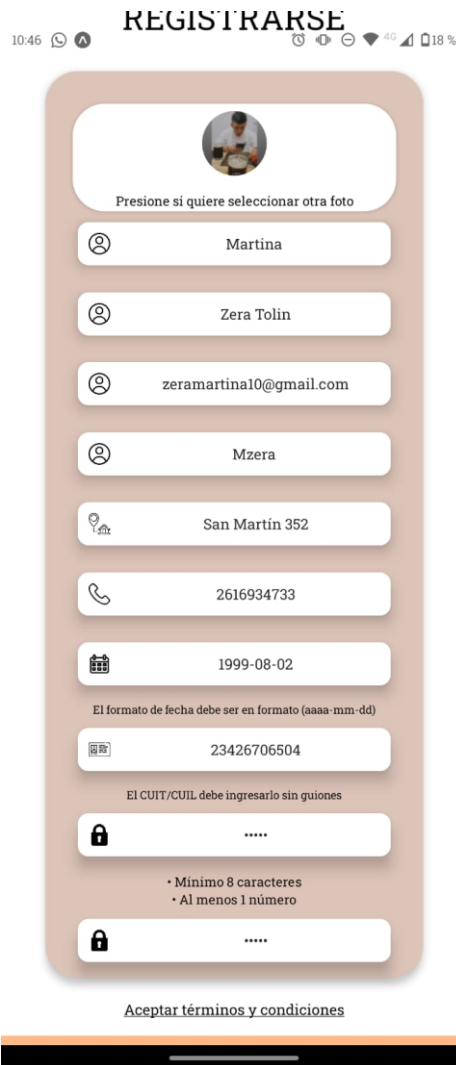 REGISTRARSE
10:46 4G 18 %
Presione si quiere seleccionar otra foto
Martina
Zera Tolin
zeramartina10@gmail.com
Mzera
San Martín 352
2616934733
1999-08-02
El formato de fecha debe ser en formato (aaaa-mm-dd)
23426706504
El CUIT/CUIL debe ingresarlo sin guiones
•••••
• Mínimo 8 caracteres
• Al menos 1 número
•••••
Aceptar términos y condiciones